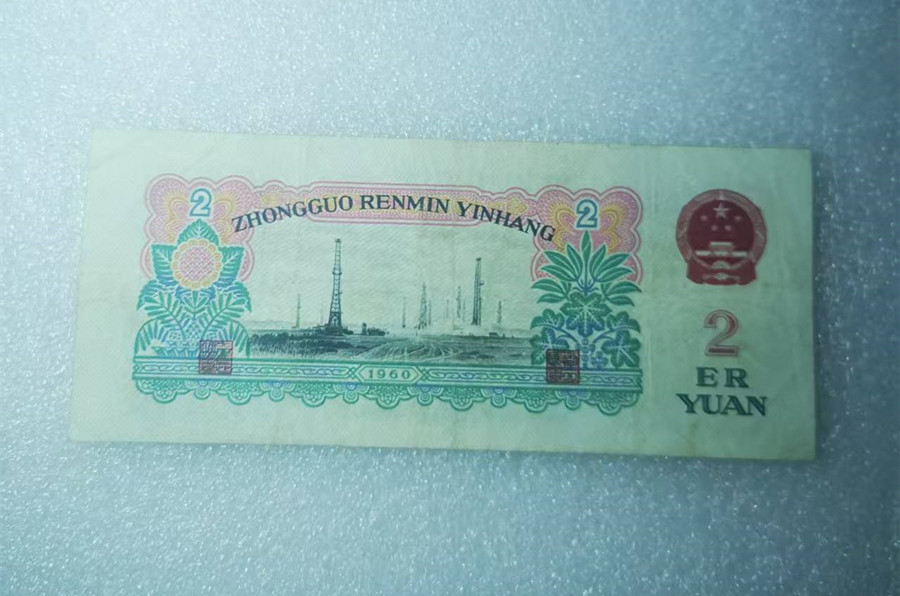 2
ZHONGGUO RENMIN YINHANG
2
1960
2
ER
YUAN